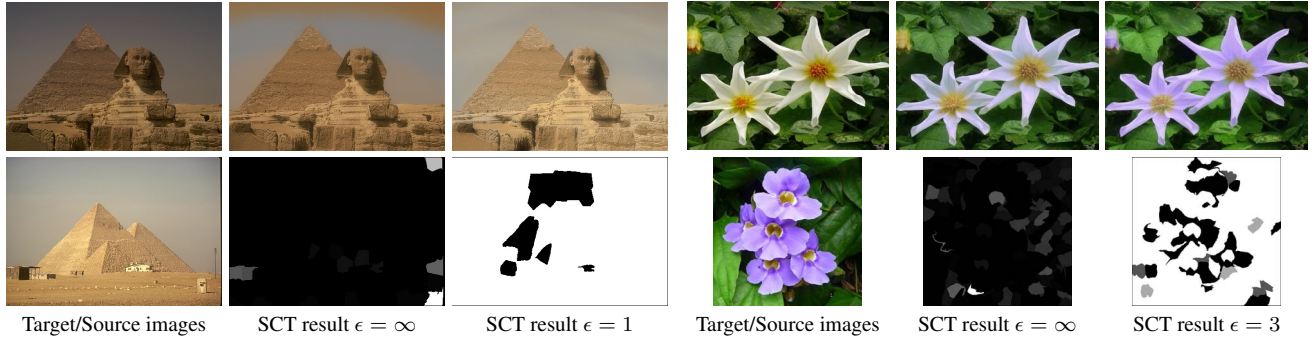 Target/Source images
SCT result ϵ = ∞
SCT result ϵ = 1
Target/Source images
SCT result ϵ = ∞
SCT result ϵ = 3